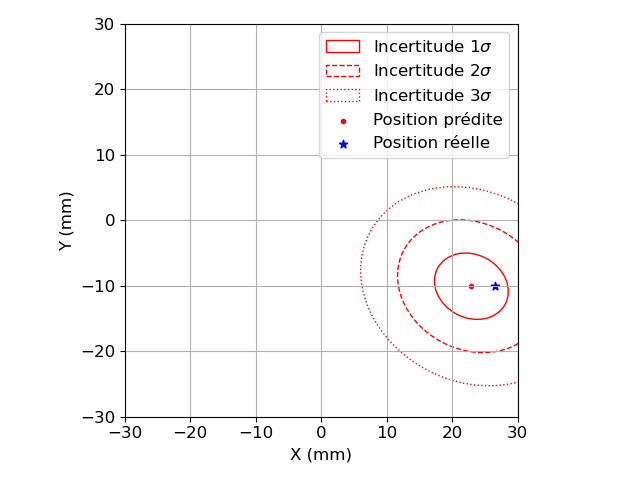 30
20
10
0
−10
−20
−30
−30
−20
−10
0
10
20
30
X (mm)
Y (mm)
Incertitude 1σ
Incertitude 2σ
Incertitude 3σ
Position prédite
Position réelle